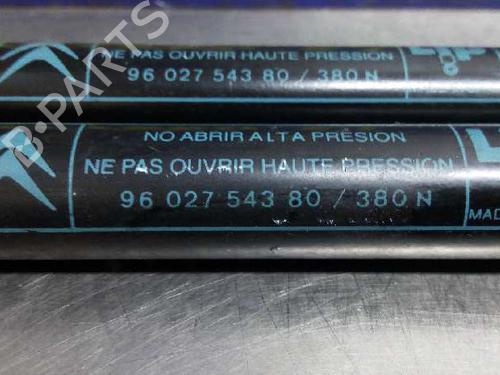 NE PAS OUVRIR HAUTE PRESSION
96 027 543 80 / 380 N
NO ABRIR ALTA PRESION
NE PAS OUVRIR HAUTE PRESSION
96 027 543 80 / 380 N
MAD
B-PARTS